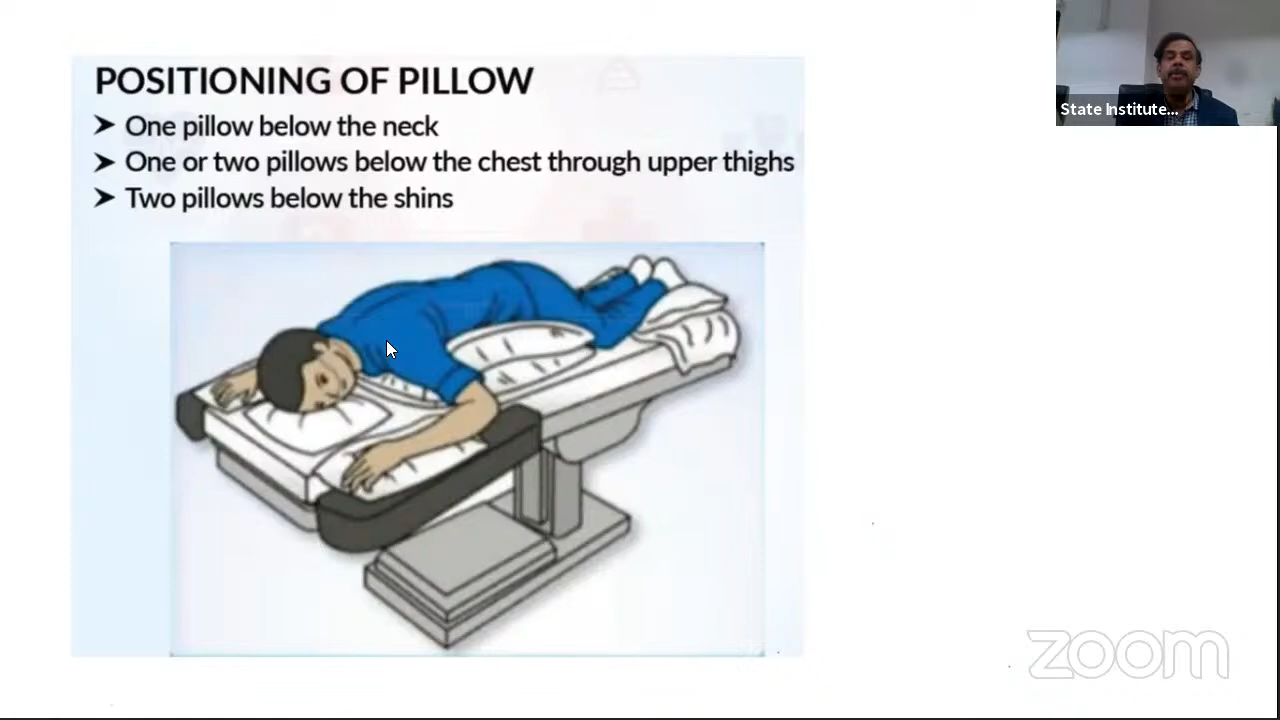 POSITIONING OF PILLOW
➤ One pillow below the neck
➤ One or two pillows below the chest through upper thighs
➤ Two pillows below the shins
State Institute...
zoom